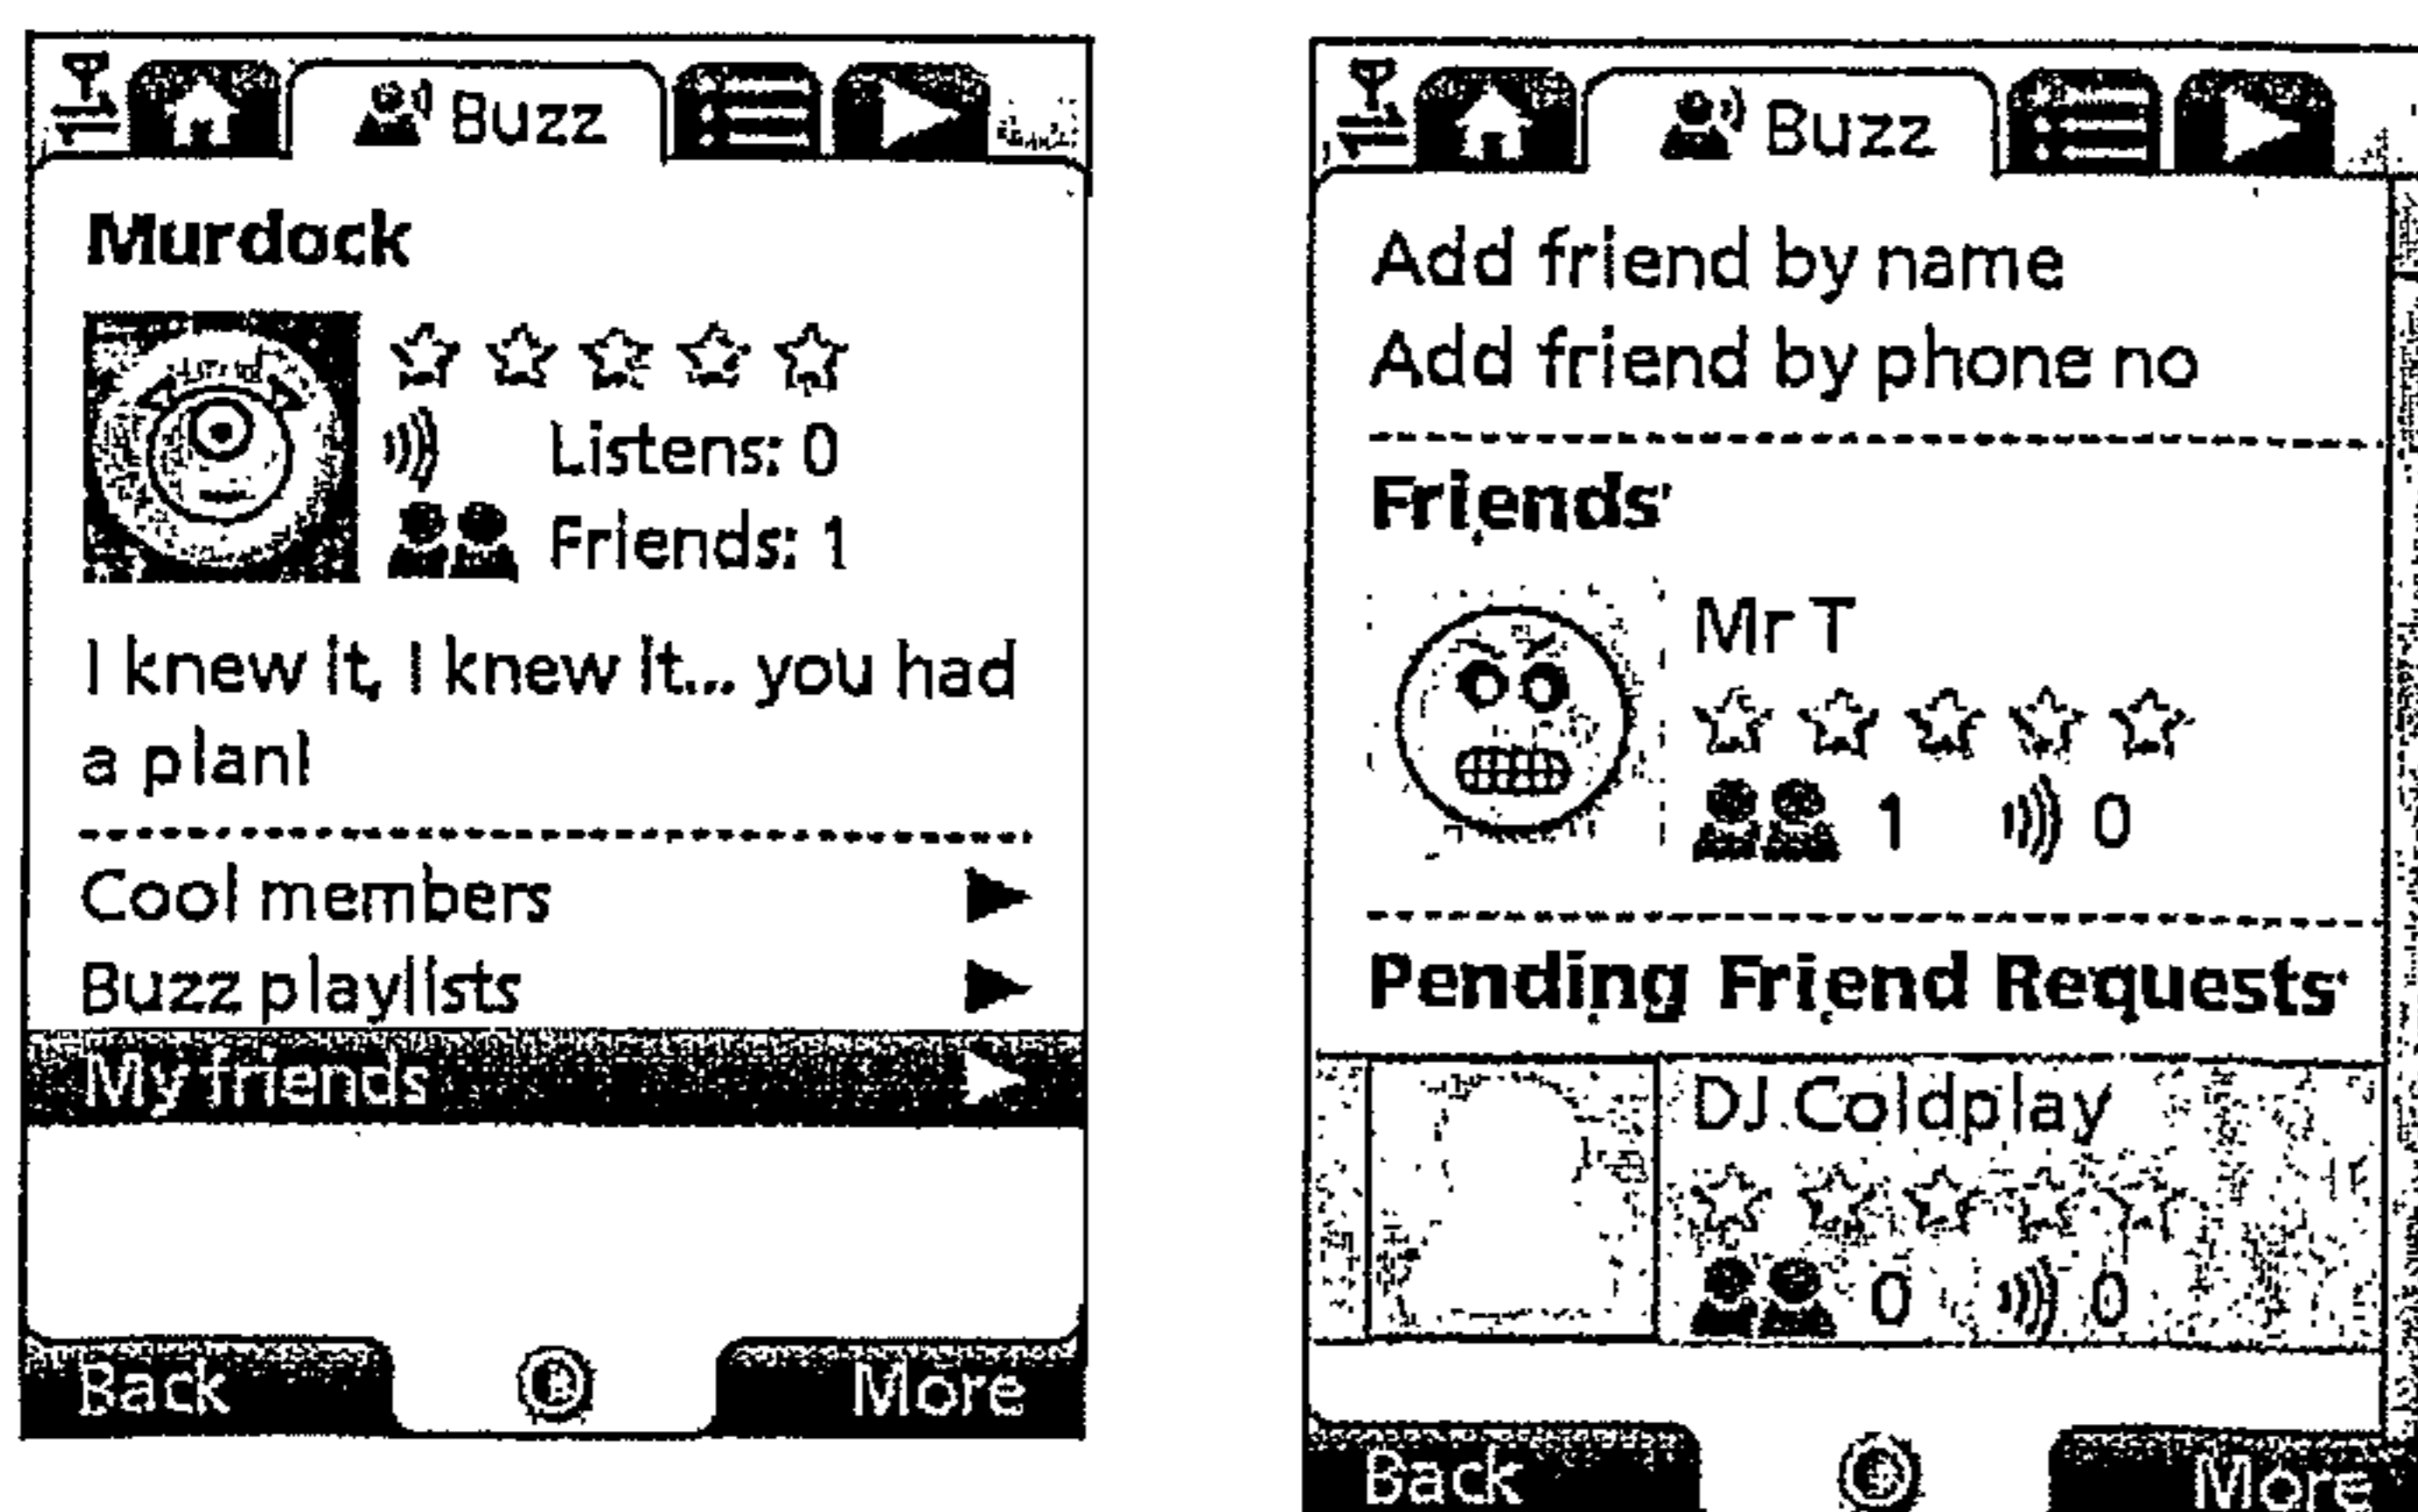 Buzz
Murdock
Listens: 0
Friends: 1
I knew it, I knew it... you had
a plan!
Cool members
Buzz playlists
My friends
Back
More
Buzz
Add friend by name
Add friend by phone no
Friends
Mr T
1 0
Pending Friend Requests
DJ Coldplay
0 0
Back
More